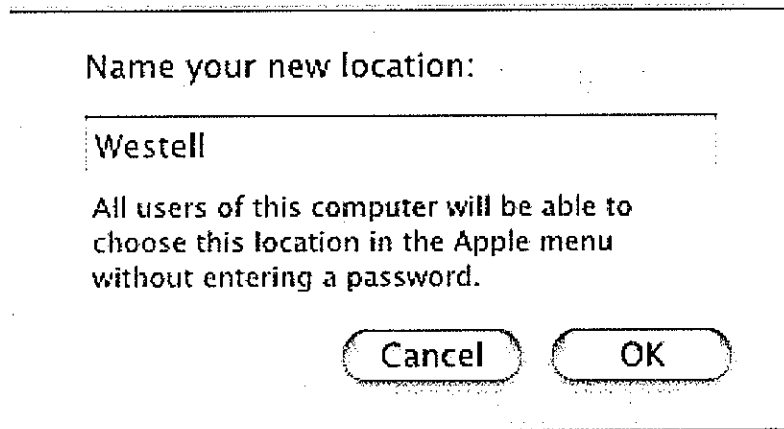 Name your new location:
Westell
All users of this computer will be able to
choose this location in the Apple menu
without entering a password.
Cancel OK